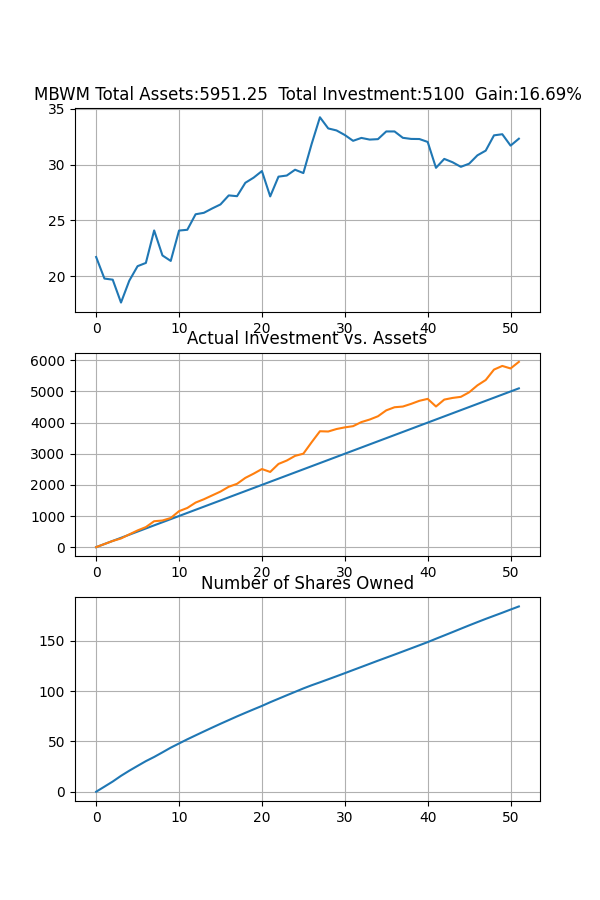 MBWM Total Assets:5951.25  Total Investment:5100  Gain:16.69%
35
30
25
20
0 10 20 30 40 50
Actual Investment vs. Assets
6000
5000
4000
3000
2000
1000
0
0 10 20 30 40 50
Number of Shares Owned
150
100
50
0
0 10 20 30 40 50